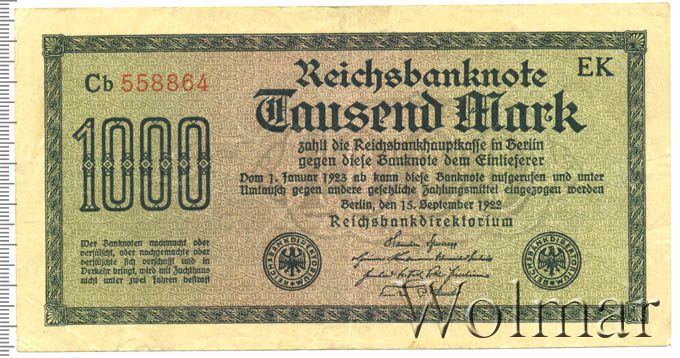 Reichsbanknote
EK
Cb 558864
Tausend Mark
1000
zahlt die Reichsbankhauptkasse in Berlin
gegen diese Banknote dem Einlieferer
Vom 1. Januar 1923 ab kann diese Banknote aufgerufen und unter
Umtausch gegen andere gesetzliche Zahlungsmittel eingezogen werden
Berlin, den 15. September 1922
Reichsbankdirektorium
Wer Banknoten nachmacht oder
verfälscht, oder nachgemachte oder
verfälschte sich verschafft und in
Verkehr bringt, wird mit Zuchthaus
nicht unter zwei Jahren bestraft
REICHSBANKDIREKTORIUM
REICHSBANKDIREKTORIUM
Wolmar